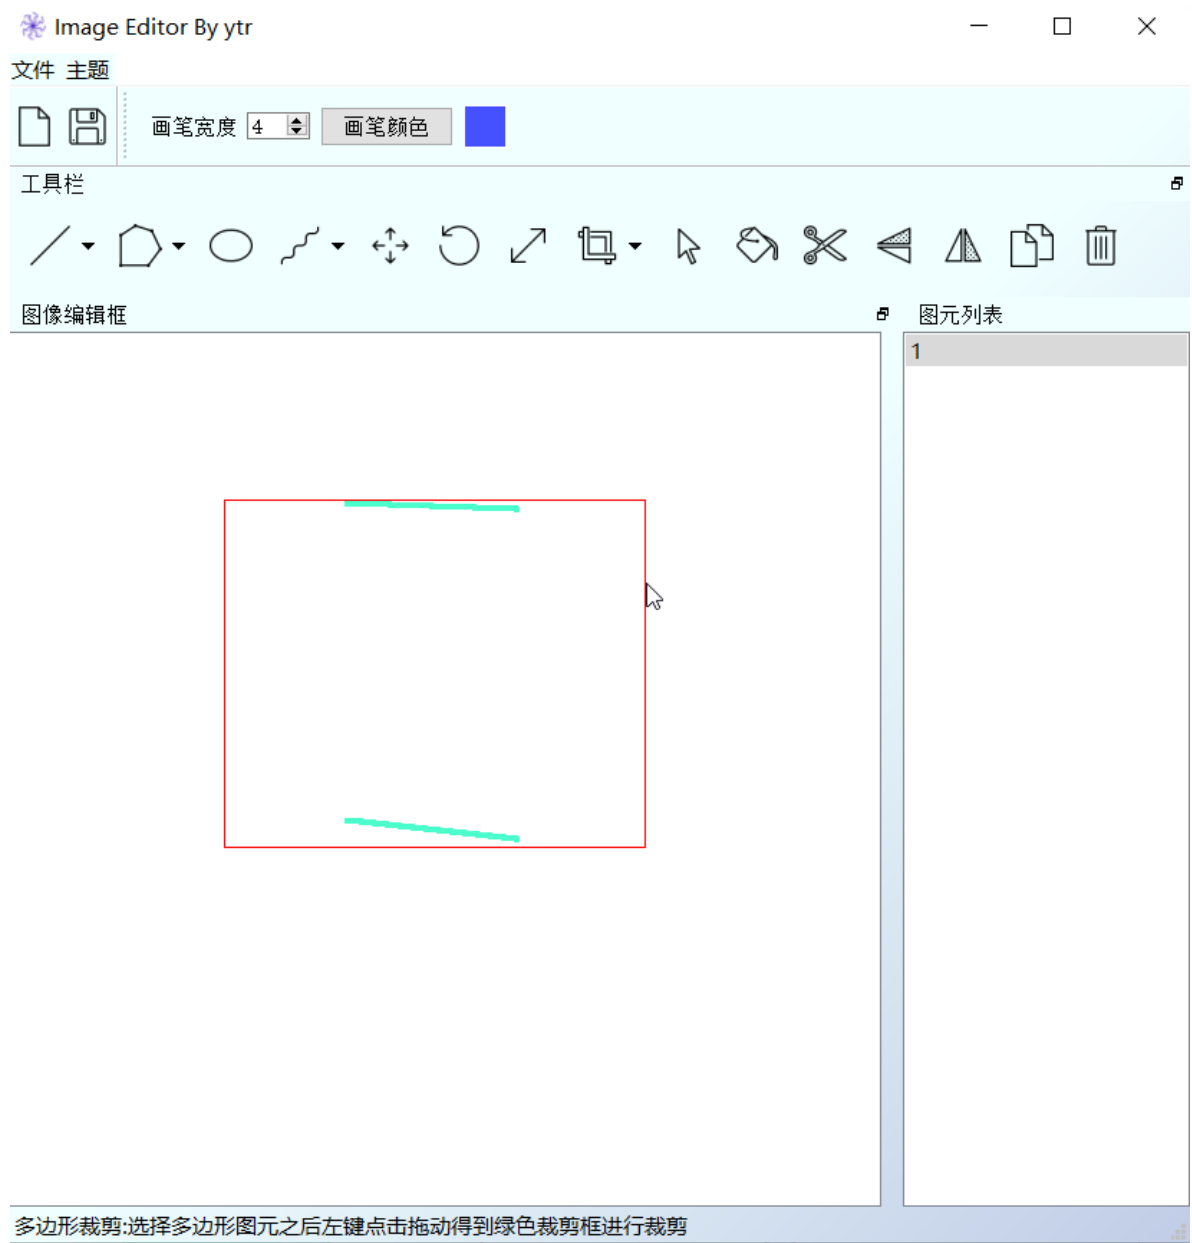 Image Editor By ytr
文件 主题
画笔宽度 4 画笔颜色
工具栏
图像编辑框
图元列表
1
多边形裁剪:选择多边形图元之后左键点击拖动得到绿色裁剪框进行裁剪